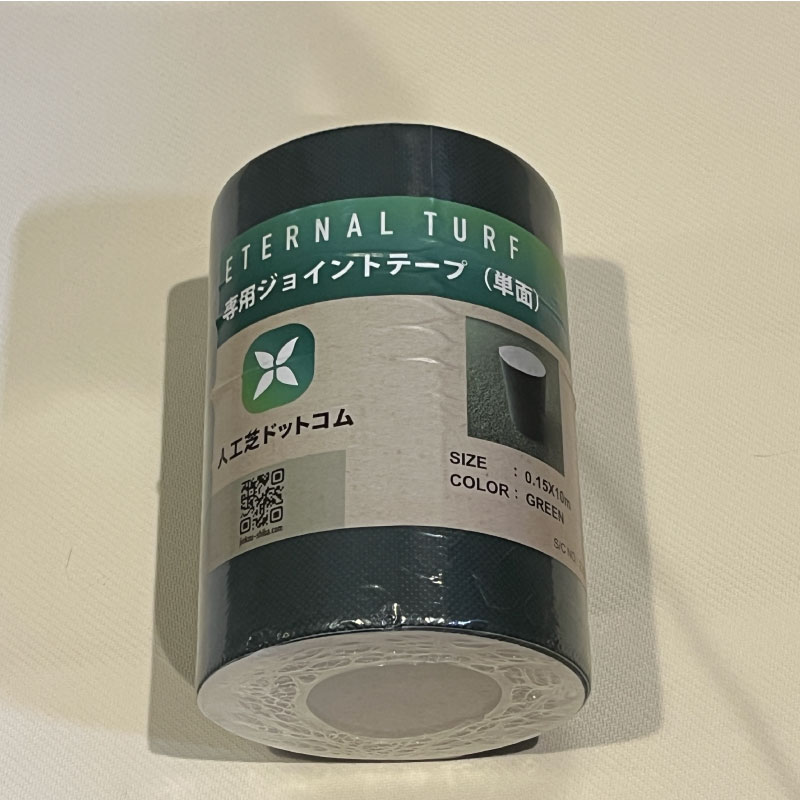 ETERNAL TURF
専用ジョイントテープ（単面）
人工芝ドットコム
SIZE : 0.15X10m
COLOR : GREEN
S/C NO